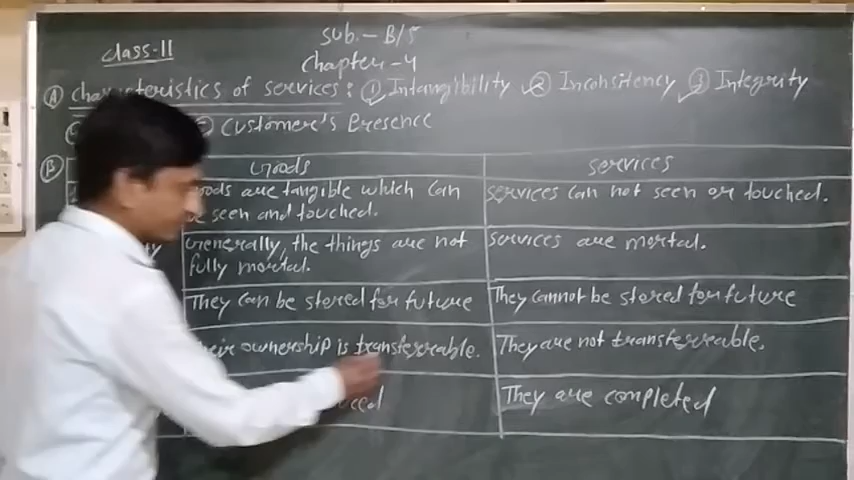 Sub.- B/S
class-11
Chapter-4
(A) Characteristics of services: (1) Intangibility (2) Inconsitency (3) Integrity
Customer's Presence
(B) Goods services
Goods are tangible which can services can not seen or touched.
be seen and touched.
Generally, the things are not services are mortal.
fully mortal.
They can be stored for future They cannot be stored for future
Their ownership is transferrable. They are not transferreable.
They are completed